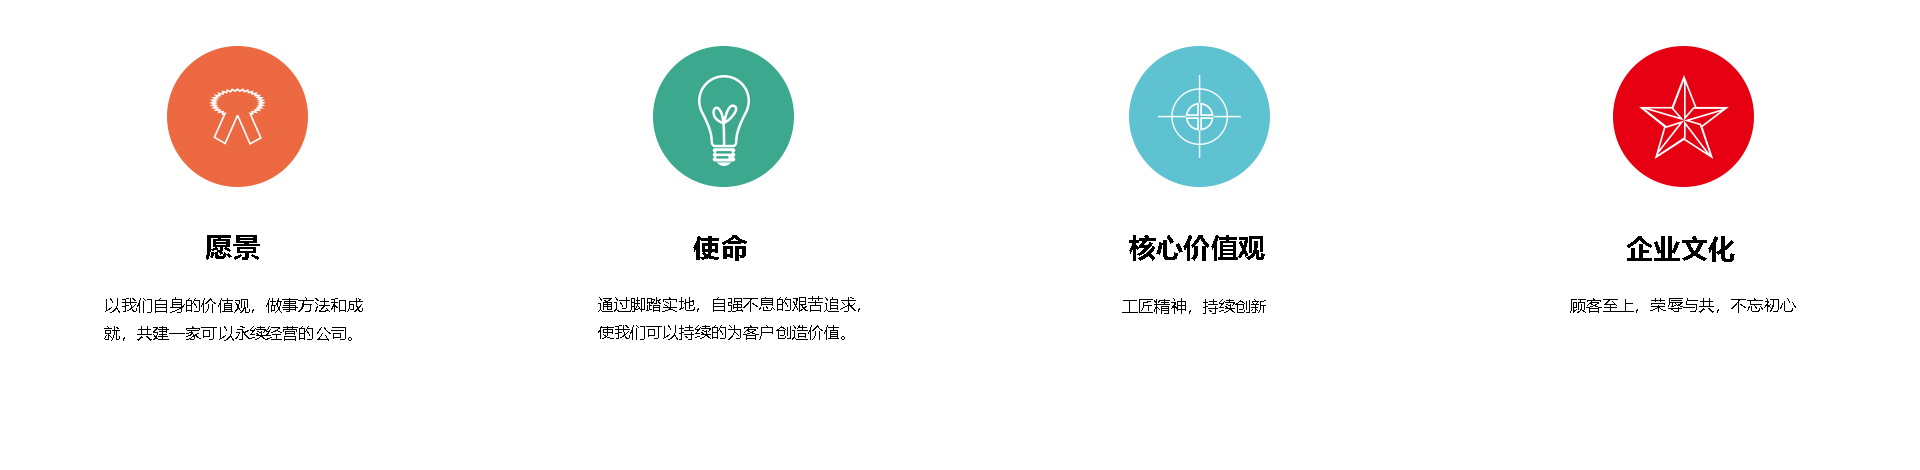 愿景
以我们自身的价值观，做事方法和成
就，共建一家可以永续经营的公司。
使命
通过脚踏实地，自强不息的艰苦追求，
使我们可以持续的为客户创造价值。
核心价值观
工匠精神，持续创新
企业文化
顾客至上，荣辱与共，不忘初心